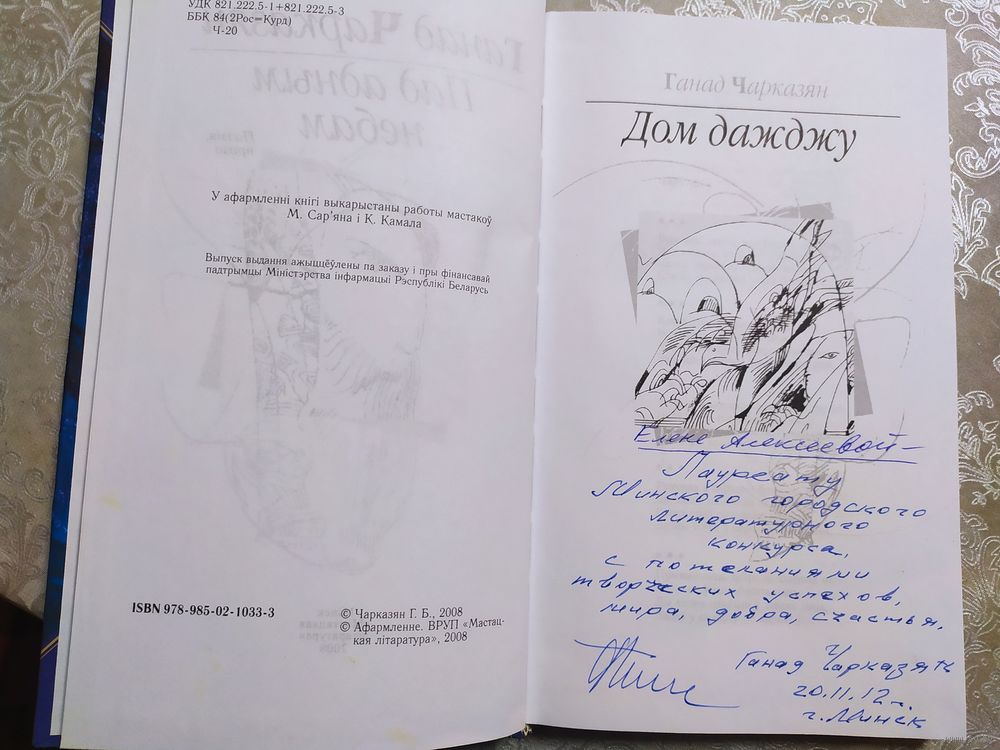 УДК 821.222.5-1+821.222.5-3
ББК 84(2Рос=Курд)
Ч-20
У афармленні кнігі выкарыстаны работы мастакоў
М. Сар’яна і К. Камала
Выпуск выдання ажыццёўлены па заказу і пры фінансавай
падтрымцы Міністэрства інфармацыі Рэспублікі Беларусь
ISBN 978-985-02-1033-3
© Чарказян Г. Б., 2008
© Афармленне. ВРУП «Мастац-
кая літаратура», 2008
Ганад Чарказян
Дом дажджу
Елене Алексеевой –
Лауреату
Минского городского
литературного
конкурса,
с пожеланиями
творческих успехов,
мира, добра, счастья.
Ганад Чарказян
20.11.12 г.
г. Минск